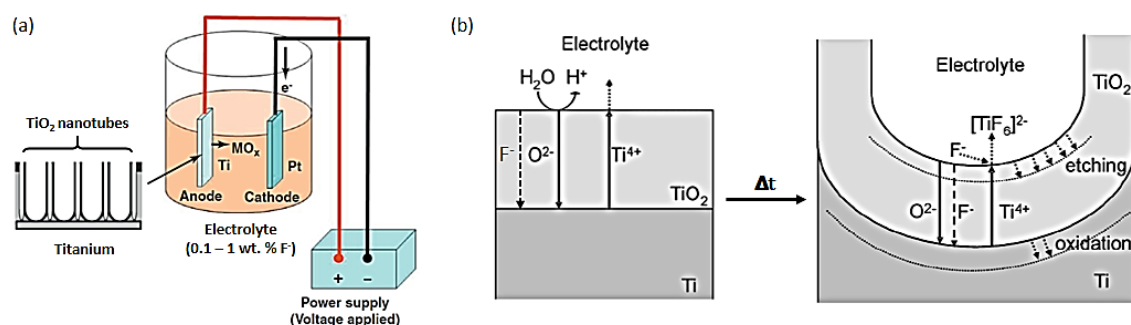 (a)
e⁻
TiO₂ nanotubes
MOₓ
Ti
Pt
Anode
Cathode
Titanium
Electrolyte
(0.1 – 1 wt. % F⁻)
+
–
Power supply
(Voltage applied)
(b)
Electrolyte
H₂O
H⁺
F⁻
O²⁻
Ti⁴⁺
TiO₂
Ti
Δt
Electrolyte
TiO₂
[TiF₆]²⁻
F⁻
etching
O²⁻
F⁻
Ti⁴⁺
oxidation
Ti